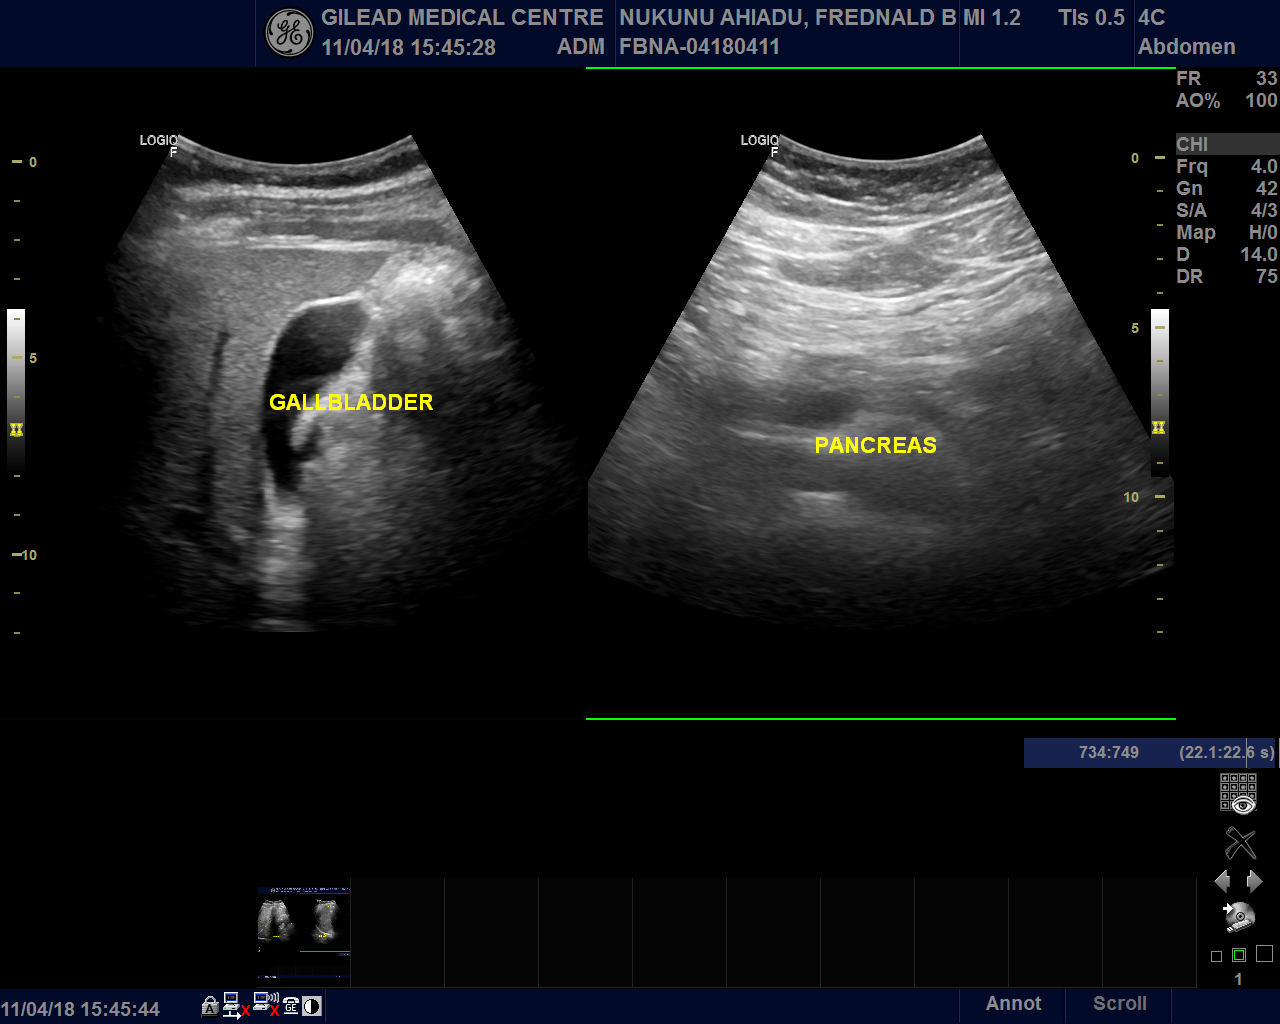 GILEAD MEDICAL CENTRE
11/04/18 15:45:28 ADM
NUKUNU AHIADU, FREDNALD B
FBNA-04180411
MI 1.2 TIs 0.5
4C
Abdomen
FR 33
AO% 100
CHI
Frq 4.0
Gn 42
S/A 4/3
Map H/0
D 14.0
DR 75
LOGIQ
F
0
5
10
GALLBLADDER
LOGIQ
F
0
5
10
PANCREAS
734:749 (22.1:22.6 s)
1
11/04/18 15:45:44
A
GE
Annot
Scroll